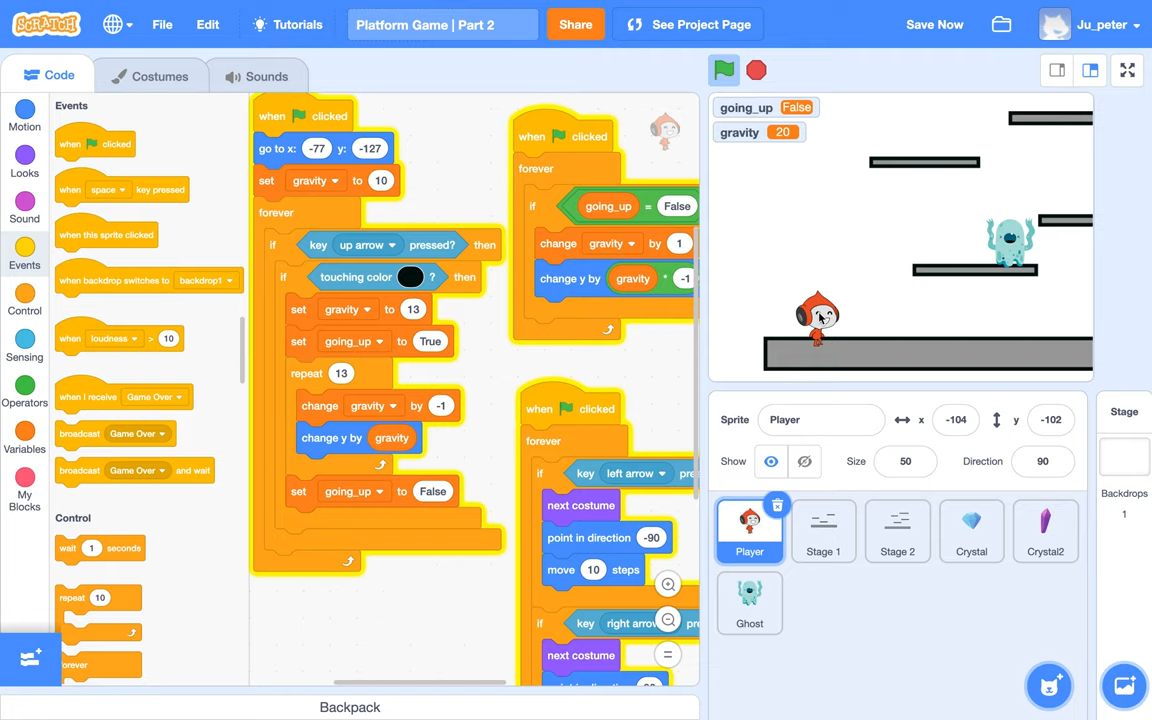 SCRATCH
File
Edit
Tutorials
Platform Game | Part 2
Share
See Project Page
Save Now
Ju_peter
Code
Costumes
Sounds
Motion
Looks
Sound
Events
Control
Sensing
Operators
Variables
My
Blocks
Events
when clicked
when space key pressed
when this sprite clicked
when backdrop switches to backdrop1
when loudness > 10
when I receive Game Over
broadcast Game Over
broadcast Game Over and wait
Control
wait 1 seconds
repeat 10
forever
when clicked
go to x: -77 y: -127
set gravity to 10
forever
if key up arrow pressed? then
if touching color ? then
set gravity to 13
set going_up to True
repeat 13
change gravity by -1
change y by gravity
set going_up to False
when clicked
forever
if going_up = False
change gravity by 1
change y by gravity * -1
when clicked
forever
if key left arrow
next costume
point in direction -90
move 10 steps
if key right arrow
next costume
going_up False
gravity 20
Sprite Player x -104 y -102
Show Size 50 Direction 90
Player
Stage 1
Stage 2
Crystal
Crystal2
Ghost
Stage
Backdrops
1
Backpack